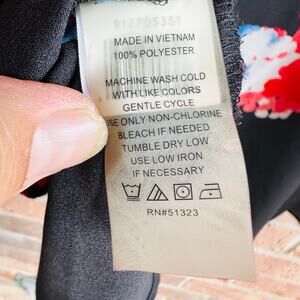 MADE IN VIETNAM
100% POLYESTER
MACHINE WASH COLD
WITH LIKE COLORS
GENTLE CYCLE
USE ONLY NON-CHLORINE
BLEACH IF NEEDED
TUMBLE DRY LOW
USE LOW IRON
IF NECESSARY
RN#51323